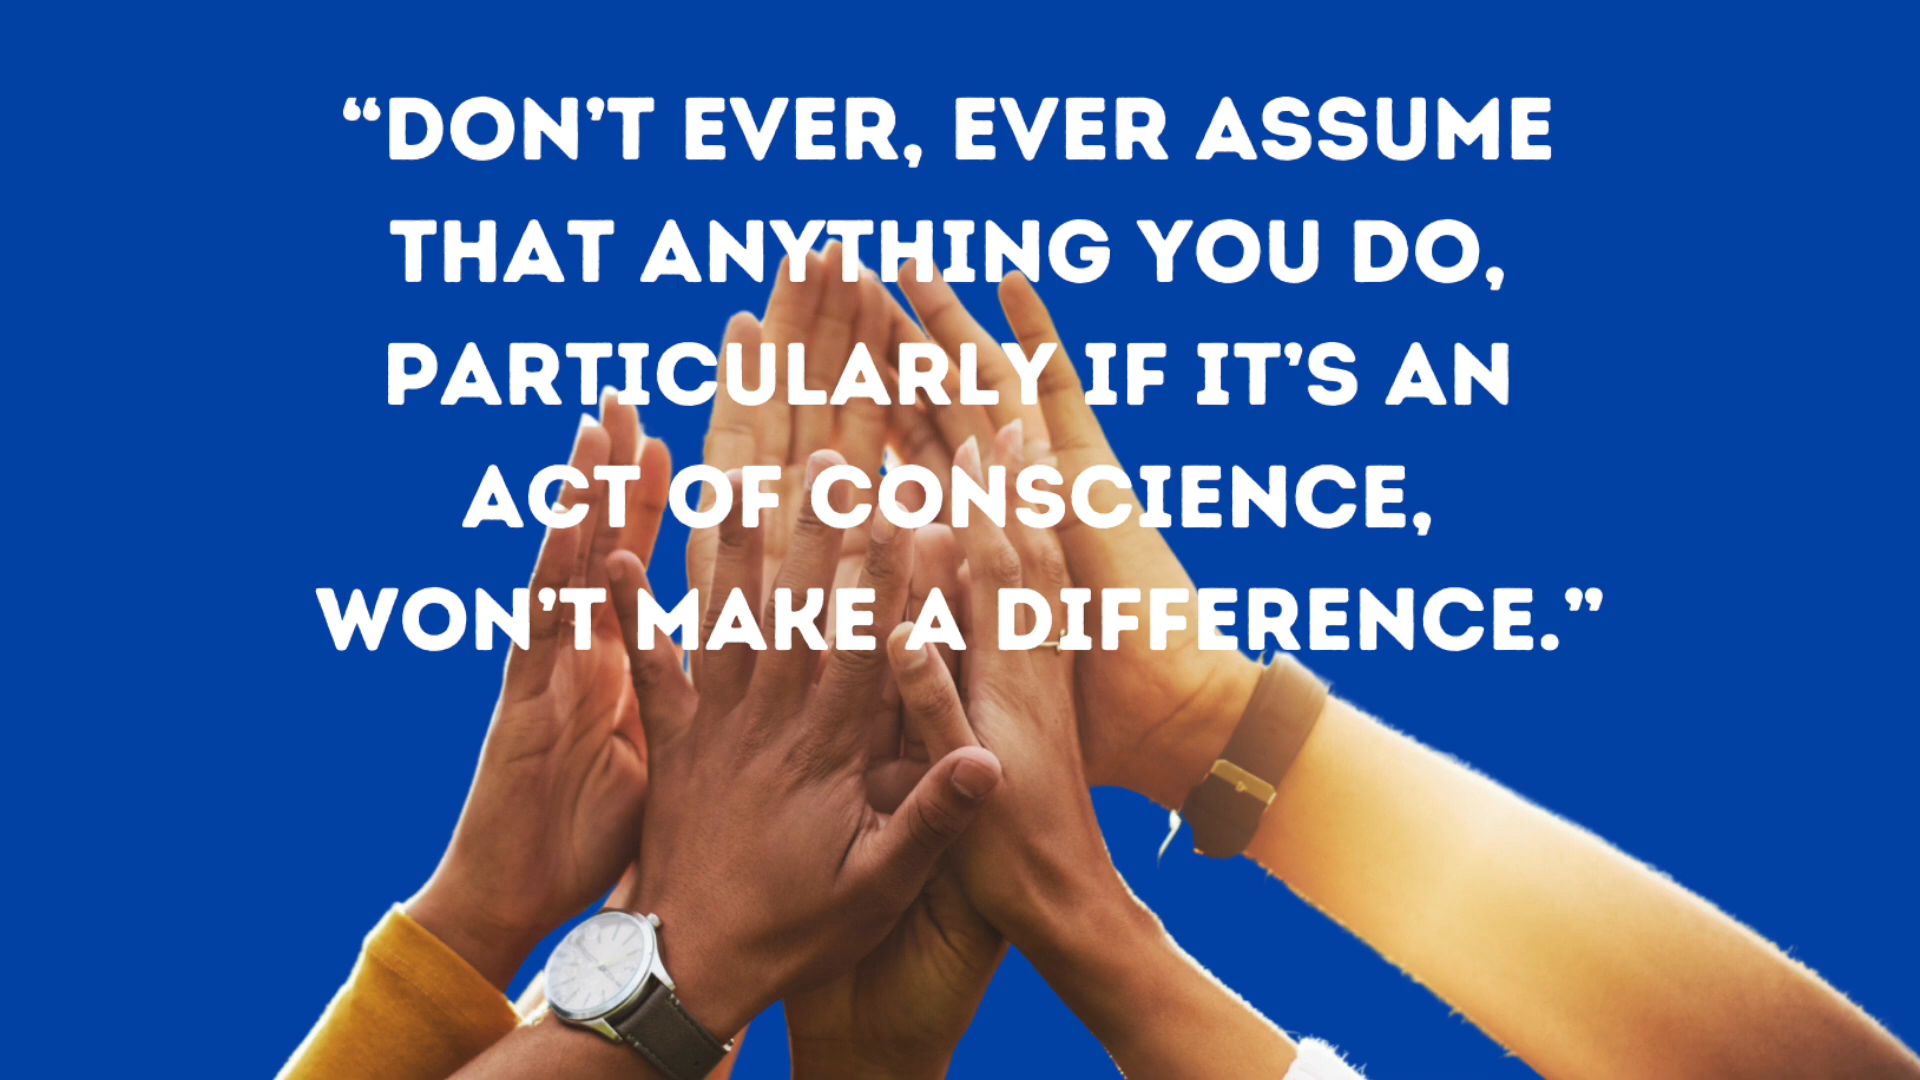 “DON’T EVER, EVER ASSUME
THAT ANYTHING YOU DO,
PARTICULARLY IF IT’S AN
ACT OF CONSCIENCE,
WON’T MAKE A DIFFERENCE.”